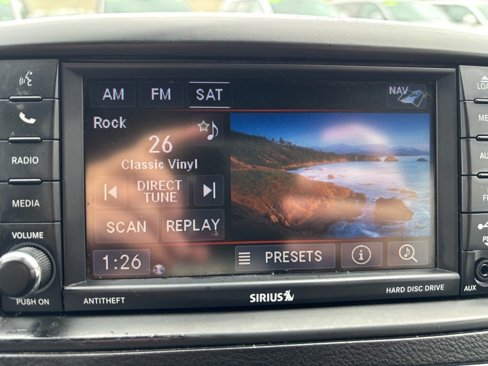 AM FM SAT NAV
Rock
26
Classic Vinyl
DIRECT
TUNE
SCAN REPLAY
1:26 PRESETS
RADIO
MEDIA
VOLUME
PUSH ON
ANTITHEFT
SIRIUS
HARD DISC DRIVE
AUX